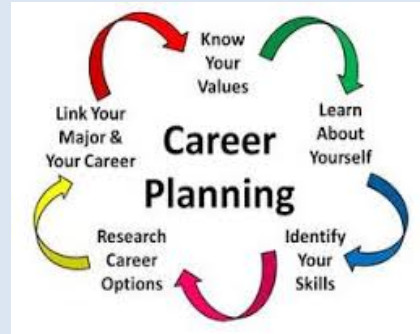 Career
Planning
Know
Your
Values
Learn
About
Yourself
Identify
Your
Skills
Research
Career
Options
Link Your
Major &
Your Career